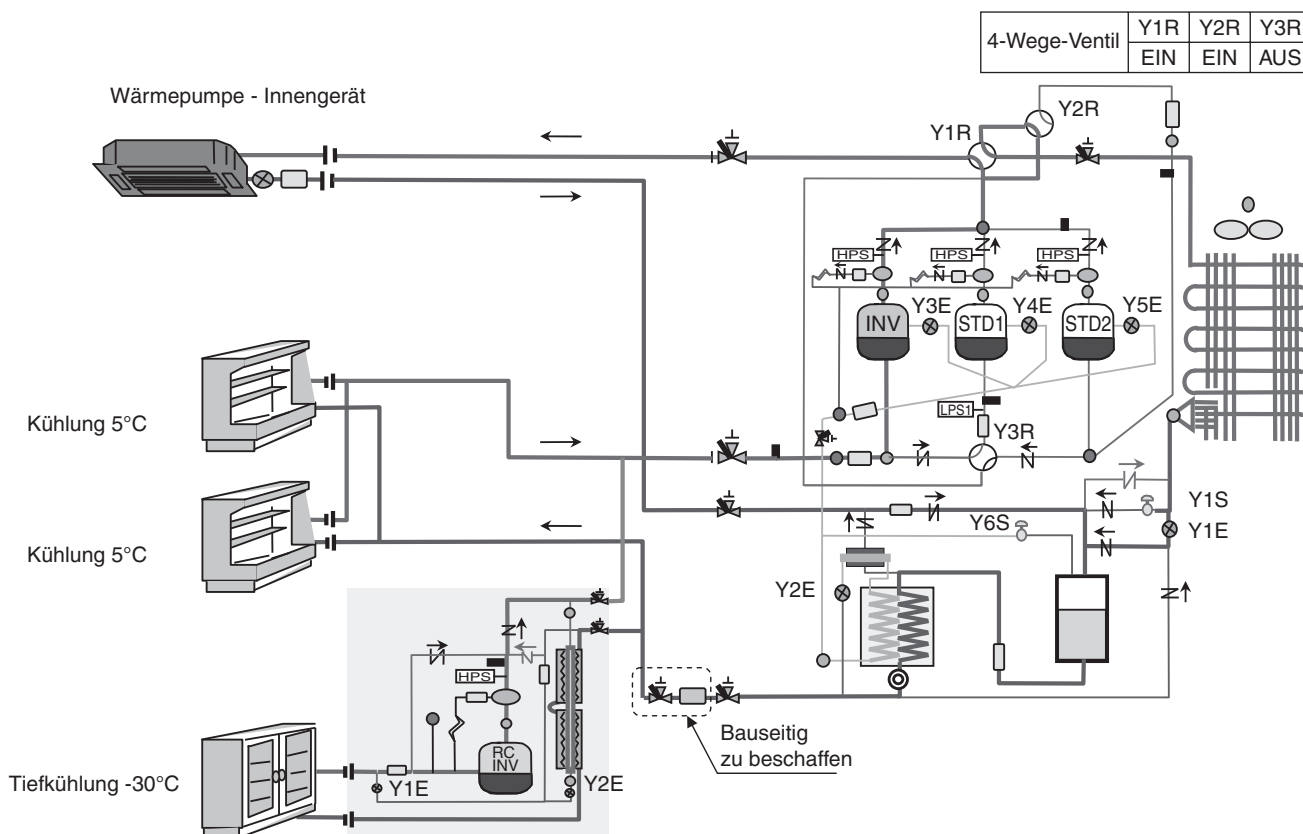 4-Wege-Ventil Y1R Y2R Y3R
EIN EIN AUS
Wärmepumpe - Innengerät
Y2R
Y1R
HPS HPS HPS
INV Y3E STD1 Y4E STD2 Y5E
LPS1
Y3R
Kühlung 5°C
Kühlung 5°C
Y1S
Y6S
Y1E
Y2E
HPS
Bauseitig
zu beschaffen
RC
INV
Tiefkühlung -30°C
Y1E
Y2E